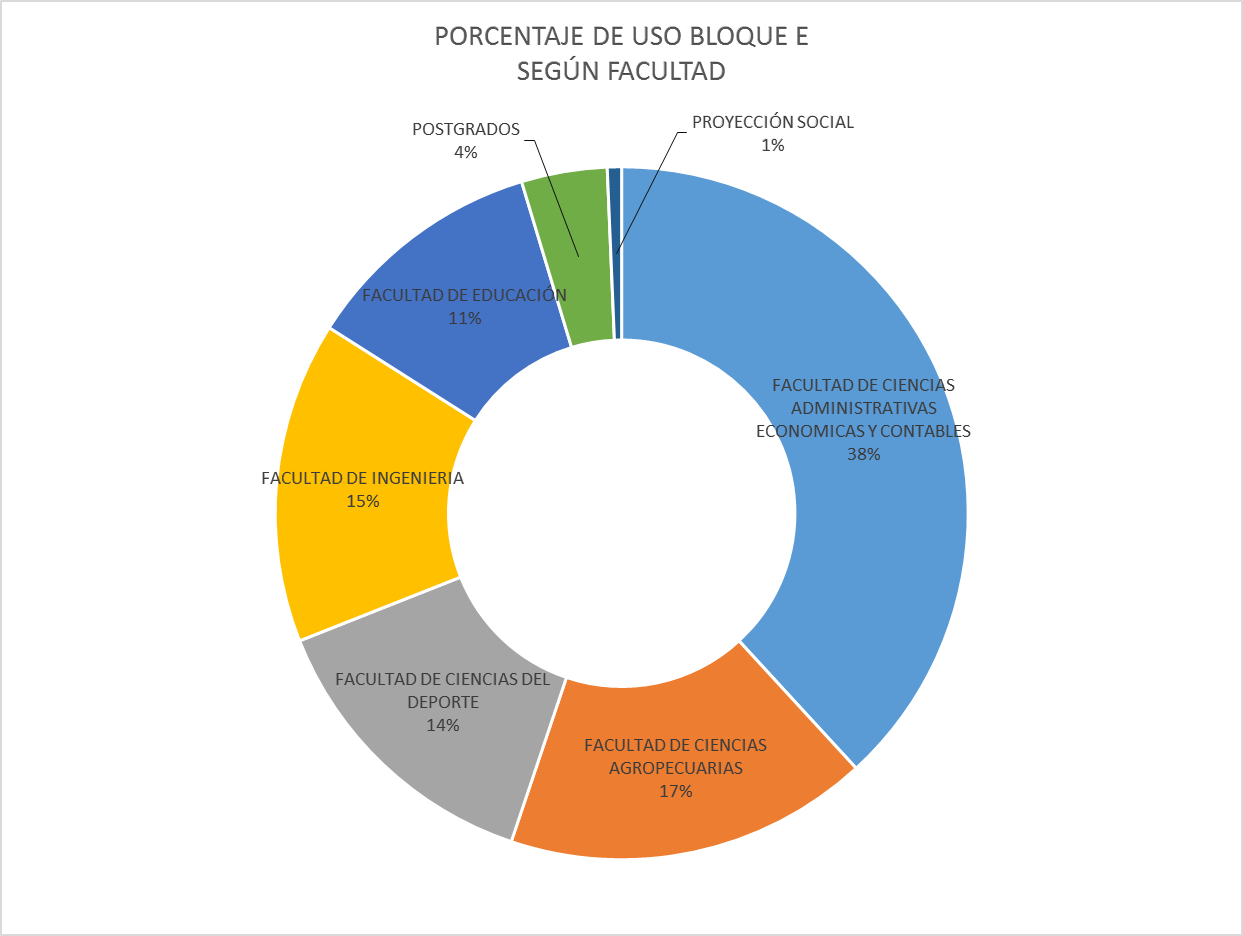 PORCENTAJE DE USO BLOQUE E
SEGÚN FACULTAD
POSTGRADOS
4%
PROYECCIÓN SOCIAL
1%
FACULTAD DE EDUCACIÓN
11%
FACULTAD DE CIENCIAS
ADMINISTRATIVAS
ECONOMICAS Y CONTABLES
38%
FACULTAD DE INGENIERIA
15%
FACULTAD DE CIENCIAS DEL
DEPORTE
14%
FACULTAD DE CIENCIAS
AGROPECUARIAS
17%